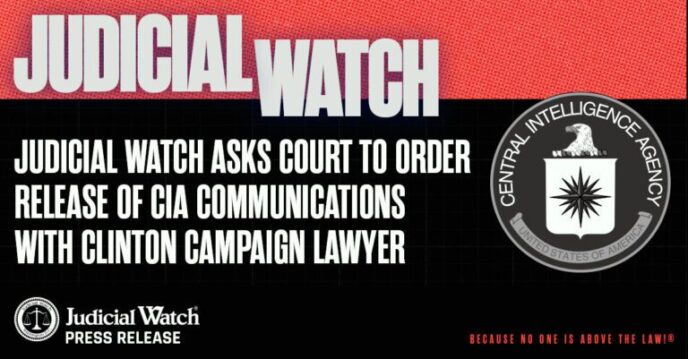 JUDICIAL WATCH
JUDICIAL WATCH ASKS COURT TO ORDER
RELEASE OF CIA COMMUNICATIONS
WITH CLINTON CAMPAIGN LAWYER
CENTRAL INTELLIGENCE AGENCY
UNITED STATES OF AMERICA
Judicial Watch®
PRESS RELEASE
BECAUSE NO ONE IS ABOVE THE LAW!®